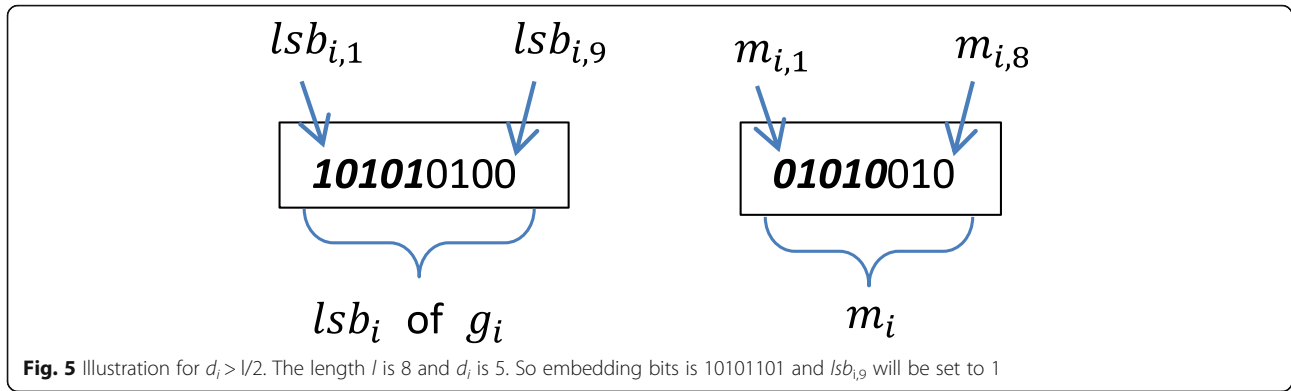 lsb_{i,1} lsb_{i,9} m_{i,1} m_{i,8}
101010100 01010010
lsb_i of g_i m_i
Fig. 5 Illustration for d_i > l/2. The length l is 8 and d_i is 5. So embedding bits is 10101101 and lsb_{i,9} will be set to 1